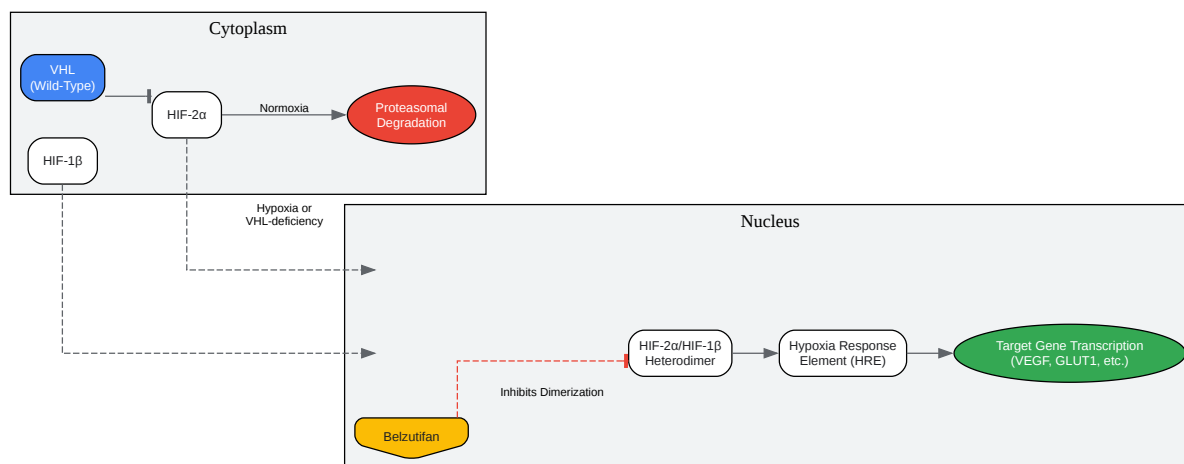 Cytoplasm
VHL
(Wild-Type)
HIF-2α
Normoxia
Proteasomal
Degradation
HIF-1β
Hypoxia or
VHL-deficiency
Nucleus
HIF-2α/HIF-1β
Heterodimer
Hypoxia Response
Element (HRE)
Target Gene Transcription
(VEGF, GLUT1, etc.)
Inhibits Dimerization
Belzutifan